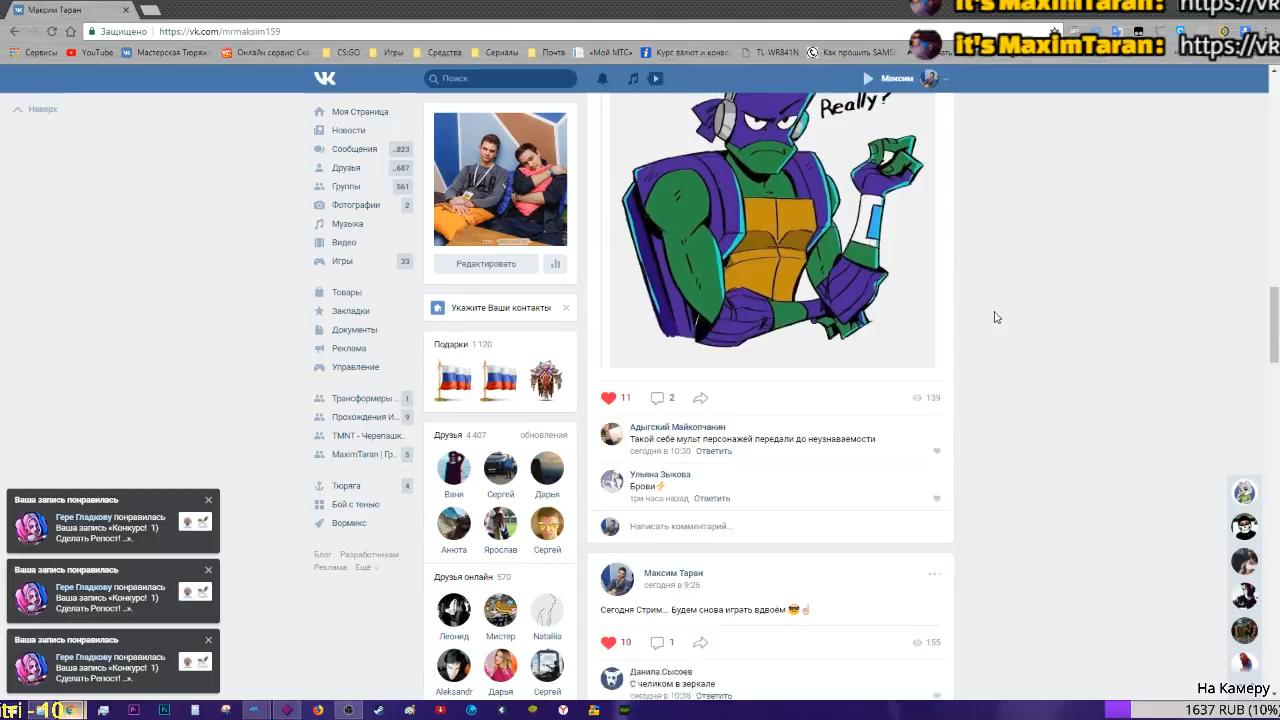 Максим Таран
it's MaximTaran: https://vk
Защищено https://vk.com/mrmaksim159
Сервисы YouTube Мастерская Тюряж Онлайн сервис Ски CS:GO Игры Средства Сериалы Почта «Мой МТС» Курс валют и конве TL-WR841N Как прошить SAMS
it's MaximTaran: https://vk
Поиск
Максим
Наверх
Моя Страница
Новости
Сообщения ..823
Друзья ..687
Группы 561
Фотографии 2
Музыка
Видео
Игры 33
Товары
Закладки
Документы
Реклама
Управление
Трансформеры ... 1
Прохождения И... 9
TMNT - Черепашк...
MaximTaran | Гр... 5
Тюряга 4
Бой с тенью
Вормикс
Блог Разработчикам
Реклама Ещё
Редактировать
Укажите Ваши контакты
Подарки 1 120
Друзья 4 407 обновления
Ваня Сергей Дарья
Анюта Ярослав Сергей
Друзья онлайн 570
Леонид Мистер Nataliia
Aleksandr Дарья Сергей
Really?
11 2 139
Адыгский Майкопчанин
Такой себе мульт персонажей передали до неузнаваемости
сегодня в 10:30 Ответить
Ульяна Зыкова
Брови⚡
три часа назад Ответить
Написать комментарий...
Максим Таран
сегодня в 9:26
Сегодня Стрим... Будем снова играть вдвоём 😎☝
10 1 155
Данила Сысоев
С челиком в зеркале
сегодня в 10:38 Ответить
Ваша запись понравилась
Гере Гладкову понравилась
Ваша запись «Конкурс! 1)
Сделать Репост! ..».
Ваша запись понравилась
Гере Гладкову понравилась
Ваша запись «Конкурс! 1)
Сделать Репост! ..».
Ваша запись понравилась
Гере Гладкову понравилась
Ваша запись «Конкурс! 1)
Сделать Репост! ..».
На Камеру .
1637 RUB (10%)